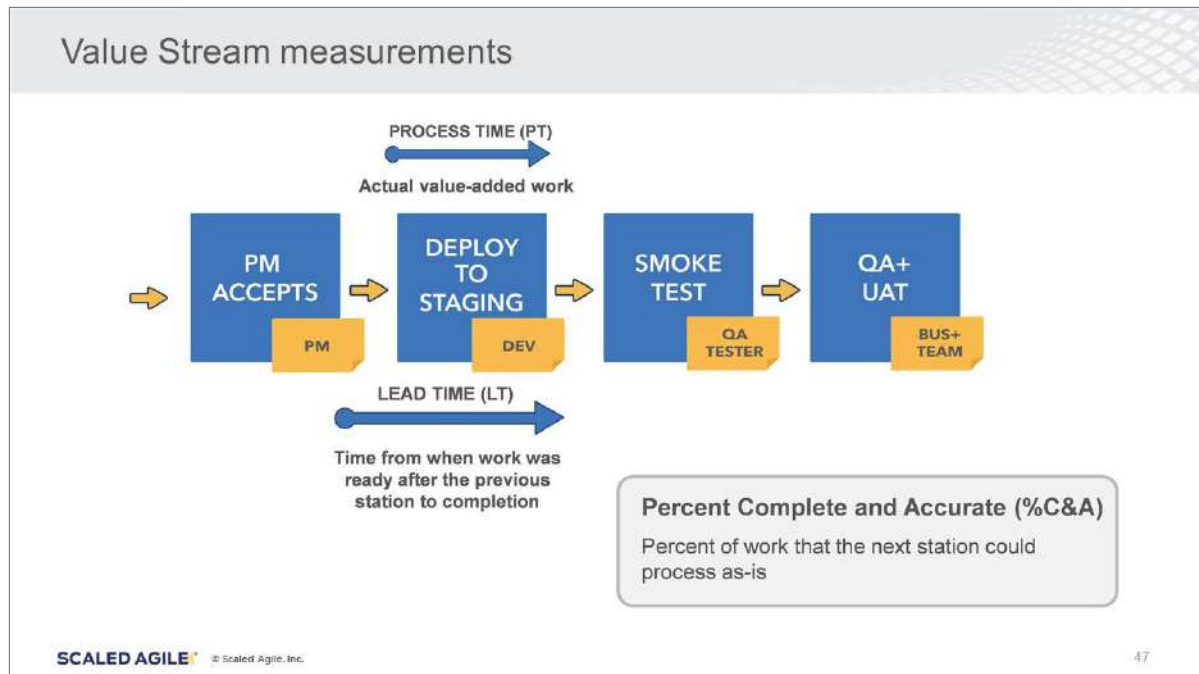 Value Stream measurements
PROCESS TIME (PT)
Actual value-added work
PM
ACCEPTS
PM
DEPLOY
TO
STAGING
DEV
SMOKE
TEST
QA
TESTER
QA+
UAT
BUS+
TEAM
LEAD TIME (LT)
Time from when work was
ready after the previous
station to completion
Percent Complete and Accurate (%C&A)
Percent of work that the next station could
process as-is
SCALED AGILE
© Scaled Agile, Inc.
47